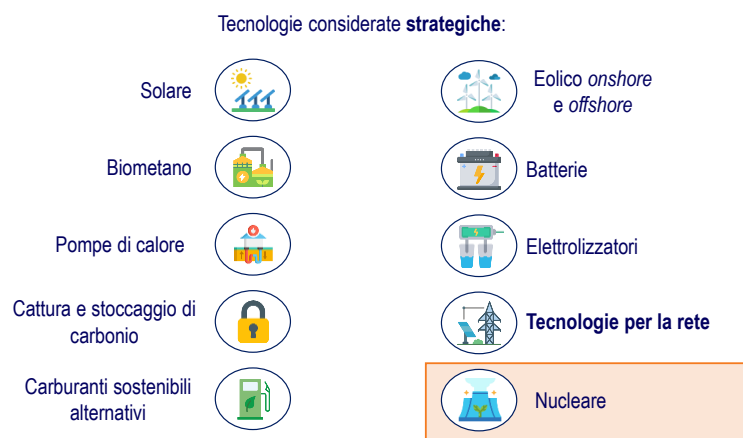 Tecnologie considerate strategiche:
Solare
Eolico onshore
e offshore
Biometano
Batterie
Pompe di calore
Elettrolizzatori
Cattura e stoccaggio di
carbonio
Tecnologie per la rete
Carburanti sostenibili
alternativi
Nucleare